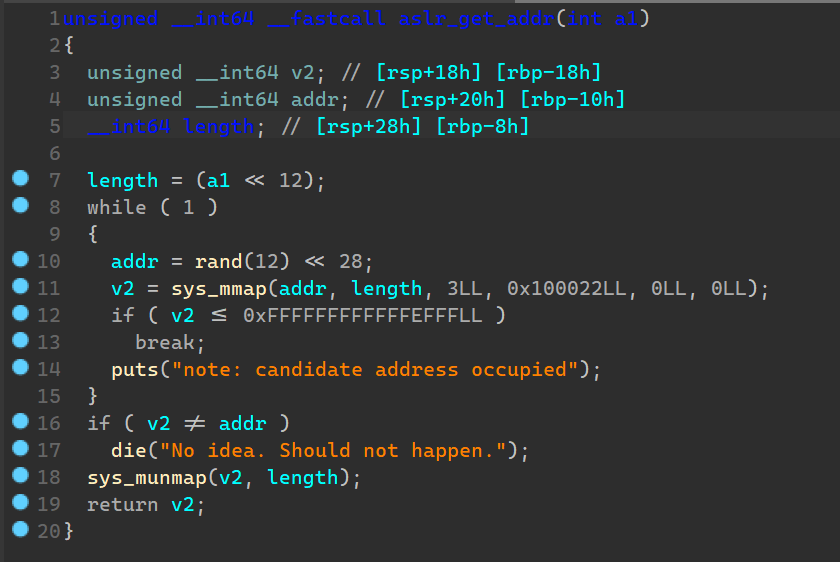 1 unsigned __int64 __fastcall aslr_get_addr(int a1)
2 {
3   unsigned __int64 v2; // [rsp+18h] [rbp-18h]
4   unsigned __int64 addr; // [rsp+20h] [rbp-10h]
5   __int64 length; // [rsp+28h] [rbp-8h]
6
7   length = (a1 << 12);
8   while ( 1 )
9   {
10     addr = rand(12) << 28;
11     v2 = sys_mmap(addr, length, 3LL, 0x100022LL, 0LL, 0LL);
12     if ( v2 <= 0xFFFFFFFFFFFFEFFFLL )
13       break;
14     puts("note: candidate address occupied");
15   }
16   if ( v2 != addr )
17     die("No idea. Should not happen.");
18   sys_munmap(v2, length);
19   return v2;
20 }